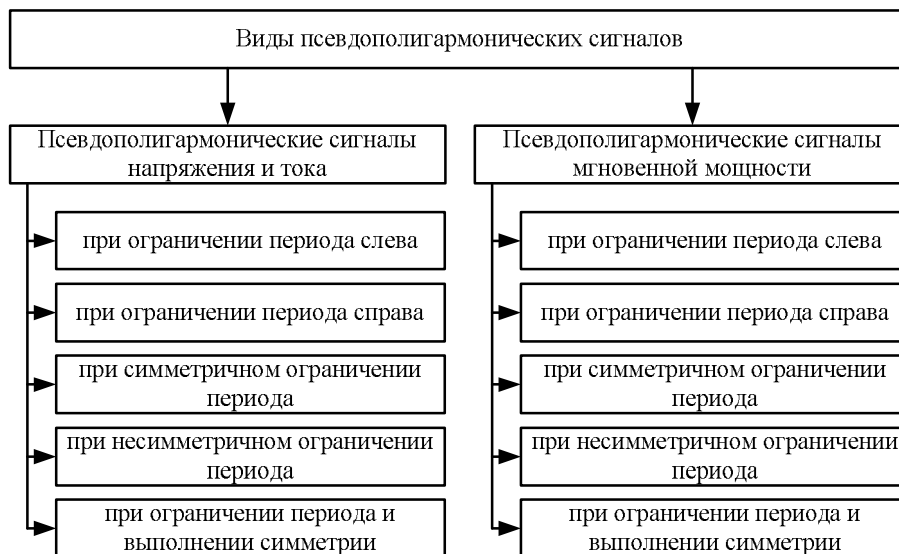 Виды псевдополигармонических сигналов
Псевдополигармонические сигналы
напряжения и тока
при ограничении периода слева
при ограничении периода справа
при симметричном ограничении
периода
при несимметричном ограничении
периода
при ограничении периода и
выполнении симметрии
Псевдополигармонические сигналы
мгновенной мощности
при ограничении периода слева
при ограничении периода справа
при симметричном ограничении
периода
при несимметричном ограничении
периода
при ограничении периода и
выполнении симметрии